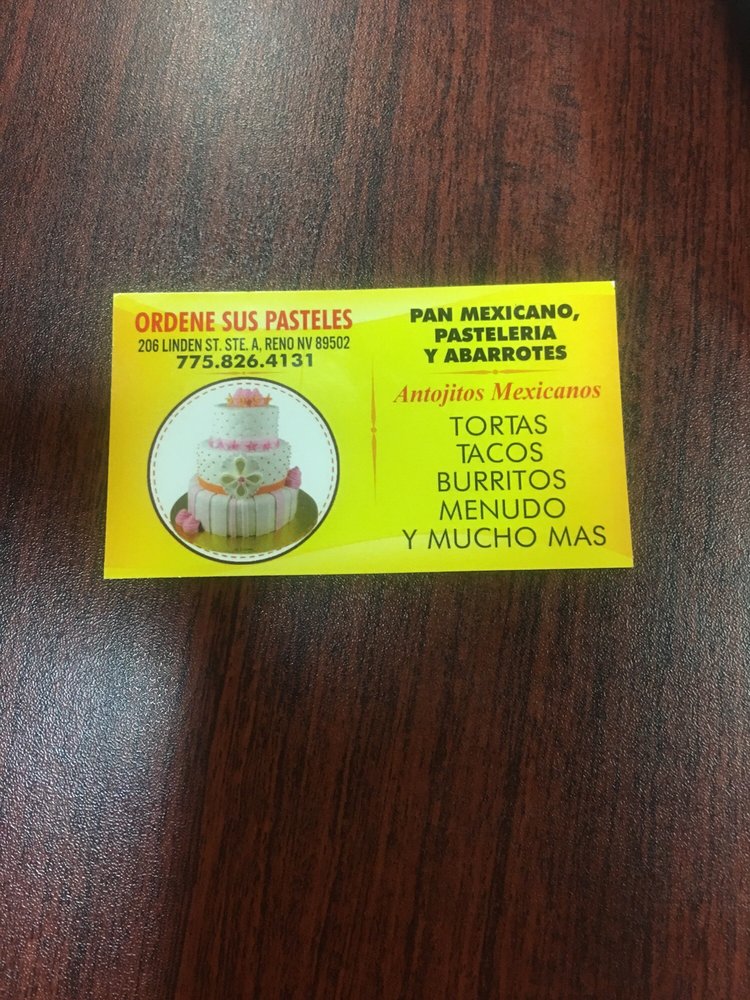 ORDENE SUS PASTELES
206 LINDEN ST. STE. A, RENO NV 89502
775.826.4131
PAN MEXICANO,
PASTELERIA
Y ABARROTES
Antojitos Mexicanos
TORTAS
TACOS
BURRITOS
MENUDO
Y MUCHO MAS